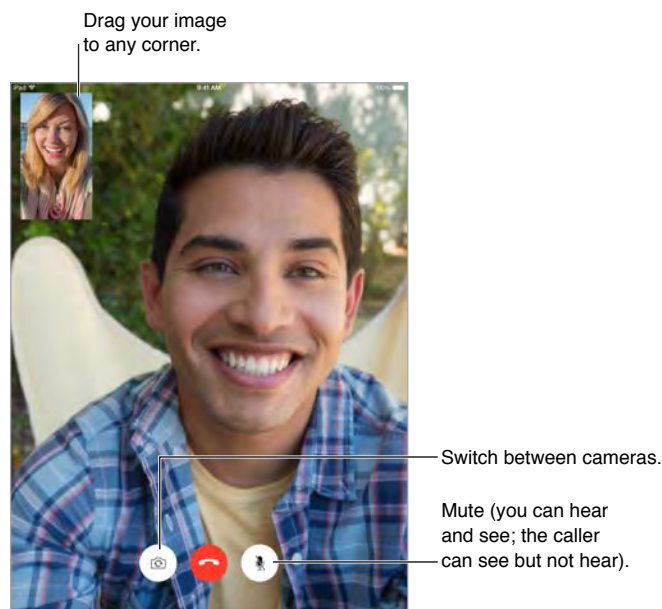 Drag your image
to any corner.
iPad
9:41 AM
100%
Switch between cameras.
Mute (you can hear
and see; the caller
can see but not hear).